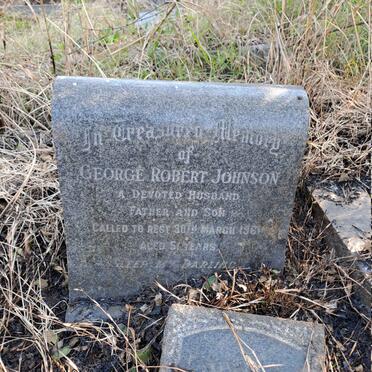 In Treasured Memory
of
George Robert Johnson
A Devoted Husband
Father and Son
Called to Rest 30th March 1961
Aged 51 Years.
Darling